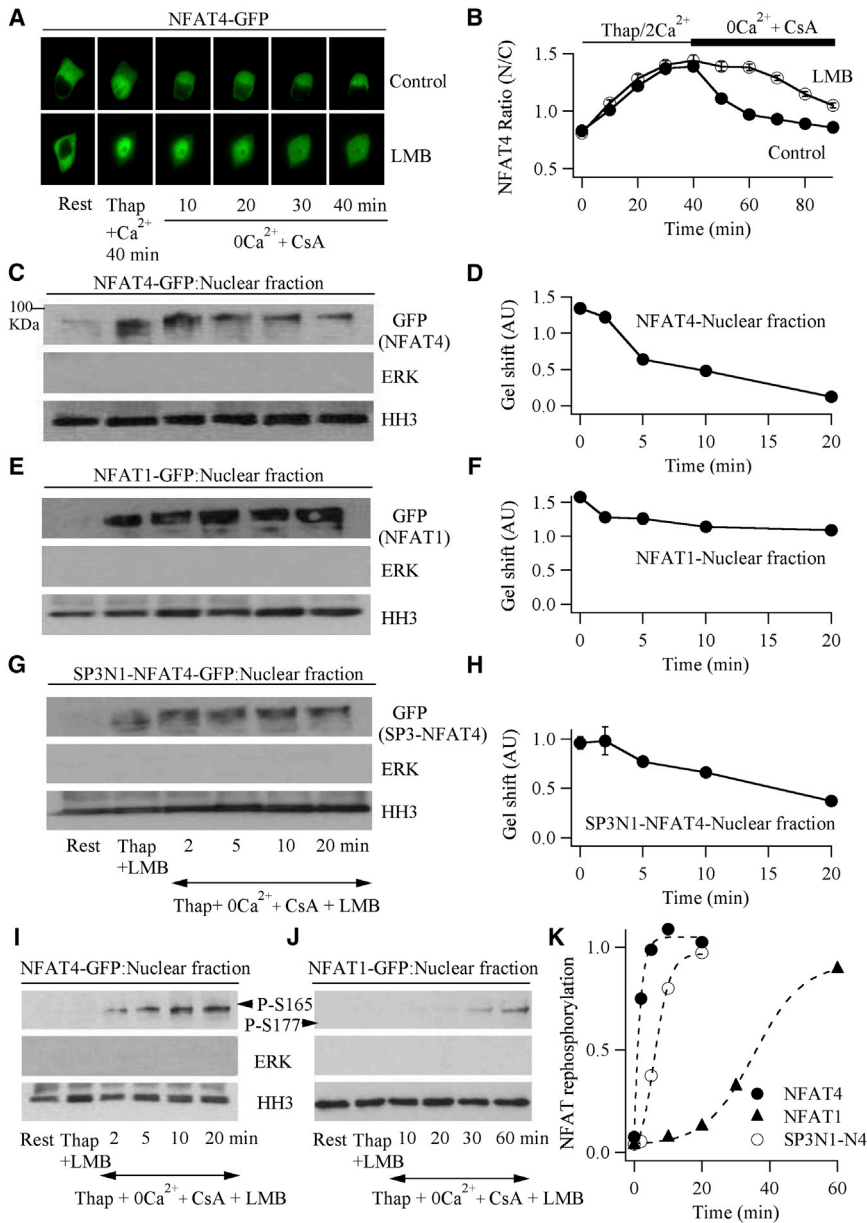 A
NFAT4-GFP
Control
LMB
Rest
Thap
+Ca2+
40 min
10
20
30
40 min
0Ca2+ + CsA
B
Thap/2Ca2+
0Ca2+ + CsA
NFAT4 Ratio (N/C)
1.5
1.0
0.5
LMB
Control
0
20
40
60
80
Time (min)
C
NFAT4-GFP:Nuclear fraction
100
KDa
GFP
(NFAT4)
ERK
HH3
D
Gel shift (AU)
1.5
1.0
0.5
0.0
NFAT4-Nuclear fraction
0
5
10
15
20
Time (min)
E
NFAT1-GFP:Nuclear fraction
GFP
(NFAT1)
ERK
HH3
F
Gel shift (AU)
1.5
1.0
0.5
0.0
NFAT1-Nuclear fraction
0
5
10
15
20
Time (min)
G
SP3N1-NFAT4-GFP:Nuclear fraction
GFP
(SP3-NFAT4)
ERK
HH3
Rest
Thap
+LMB
2
5
10
20 min
Thap+ 0Ca2+ + CsA + LMB
H
Gel shift (AU)
1.0
0.5
0.0
SP3N1-NFAT4-Nuclear fraction
0
5
10
15
20
Time (min)
I
NFAT4-GFP:Nuclear fraction
P-S165
ERK
HH3
Rest
Thap
+LMB
2
5
10
20 min
Thap + 0Ca2+ + CsA + LMB
J
NFAT1-GFP:Nuclear fraction
P-S177
Rest
Thap
+LMB
10
20
30
60 min
Thap + 0Ca2+ + CsA + LMB
K
NFAT rephosphorylation
1.0
0.5
0.0
NFAT4
NFAT1
SP3N1-N4
0
20
40
60
Time (min)